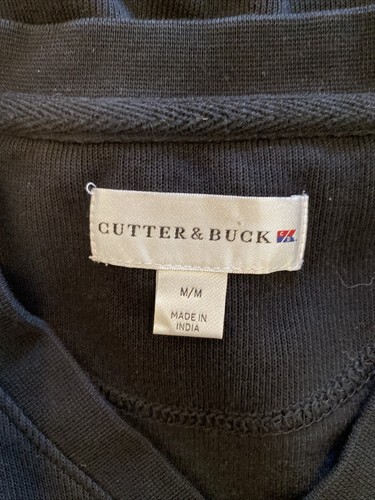 CUTTER & BUCK
M/M
MADE IN
INDIA